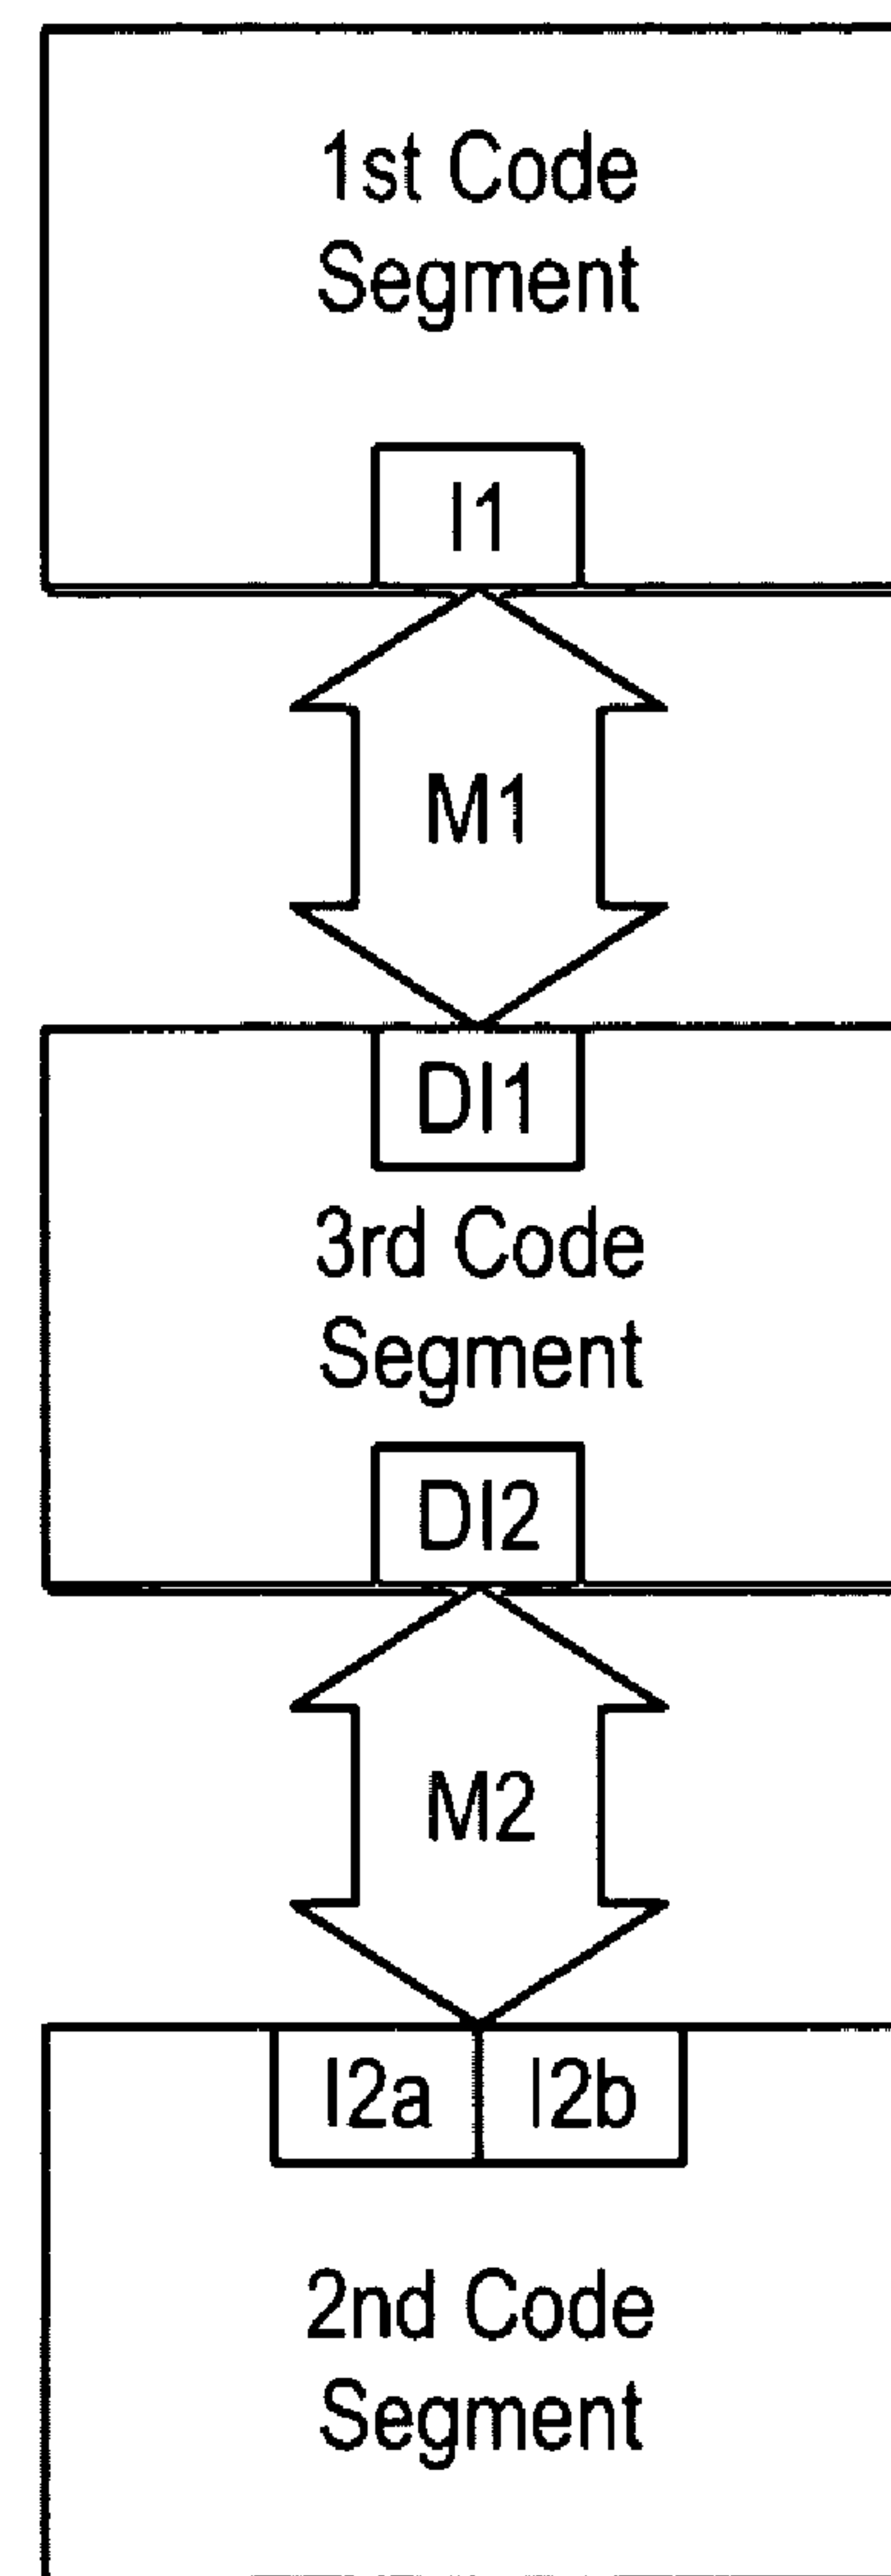 1st Code
Segment
I1
M1
DI1
3rd Code
Segment
DI2
M2
I2a I2b
2nd Code
Segment